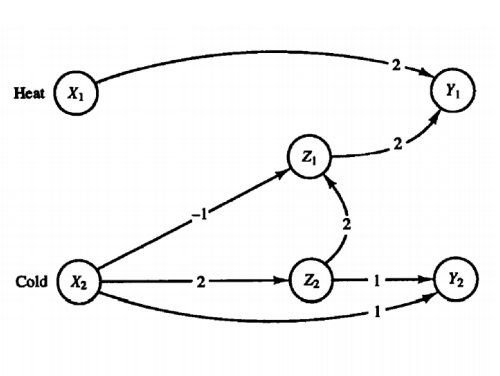 2
Heat X₁ Y₁
2
Z₁
−1
2
Cold X₂ 2 Z₂ 1 Y₂
1